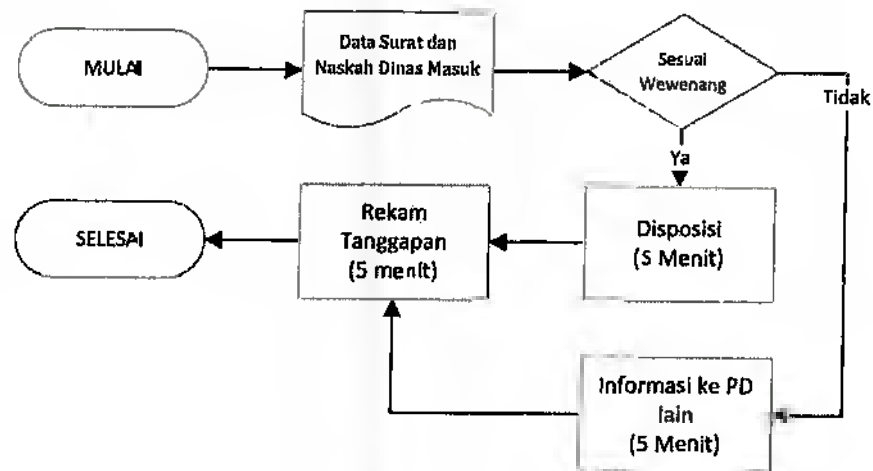 MULAI
Data Surat dan
Naskah Dinas Masuk
Sesuai
Wewenang
Tidak
Ya
Disposisi
(5 Menit)
Rekam
Tanggapan
(5 menit)
SELESAI
Informasi ke PD
lain
(5 Menit)